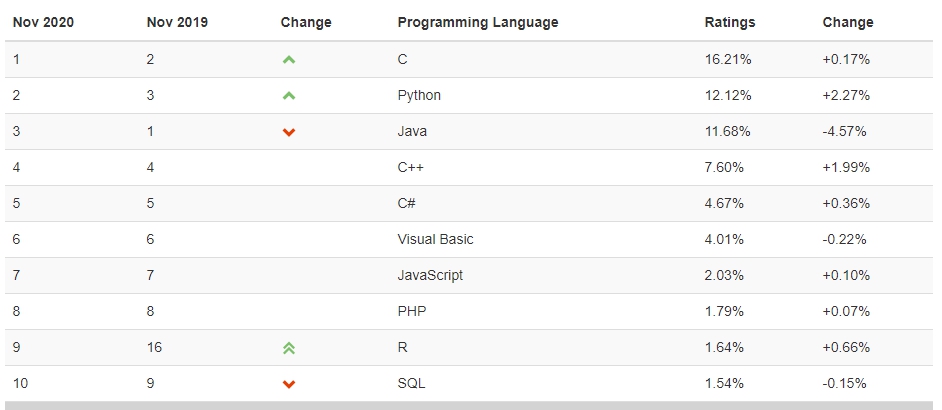 Nov 2020 Nov 2019 Change Programming Language Ratings Change
1 2 C 16.21% +0.17%
2 3 Python 12.12% +2.27%
3 1 Java 11.68% -4.57%
4 4 C++ 7.60% +1.99%
5 5 C# 4.67% +0.36%
6 6 Visual Basic 4.01% -0.22%
7 7 JavaScript 2.03% +0.10%
8 8 PHP 1.79% +0.07%
9 16 R 1.64% +0.66%
10 9 SQL 1.54% -0.15%